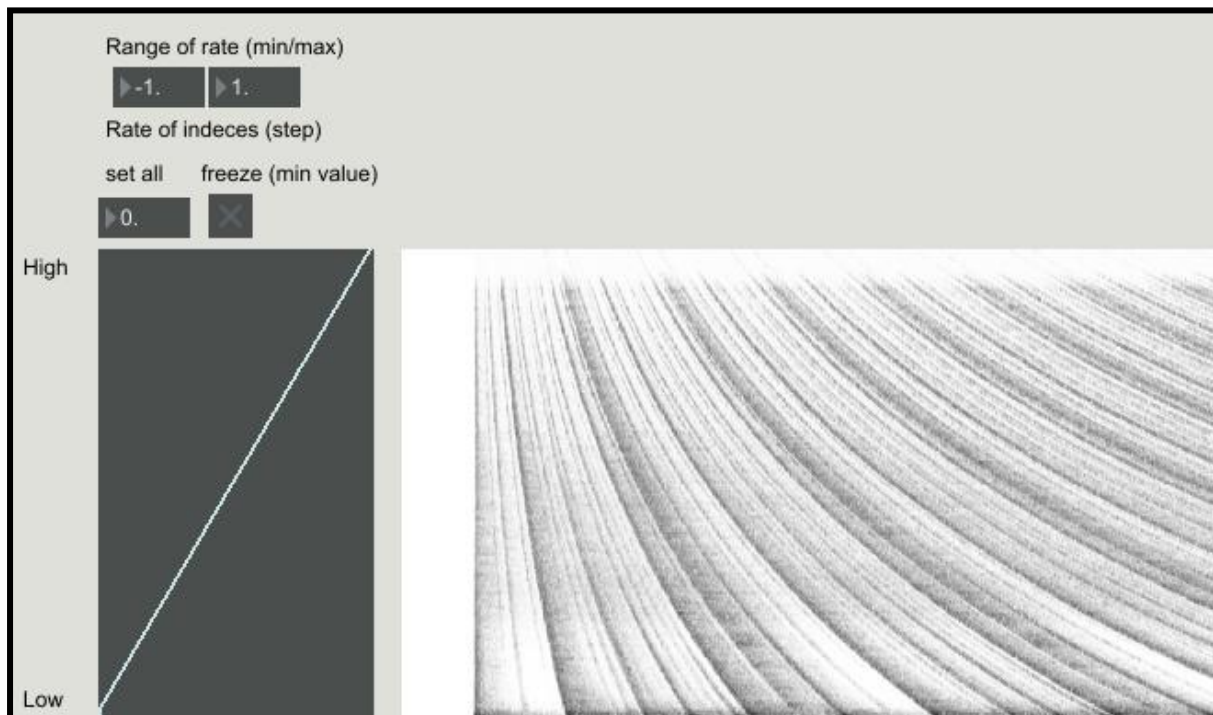 Range of rate (min/max)
-1. 1.
Rate of indeces (step)
set all freeze (min value)
0.
High
Low